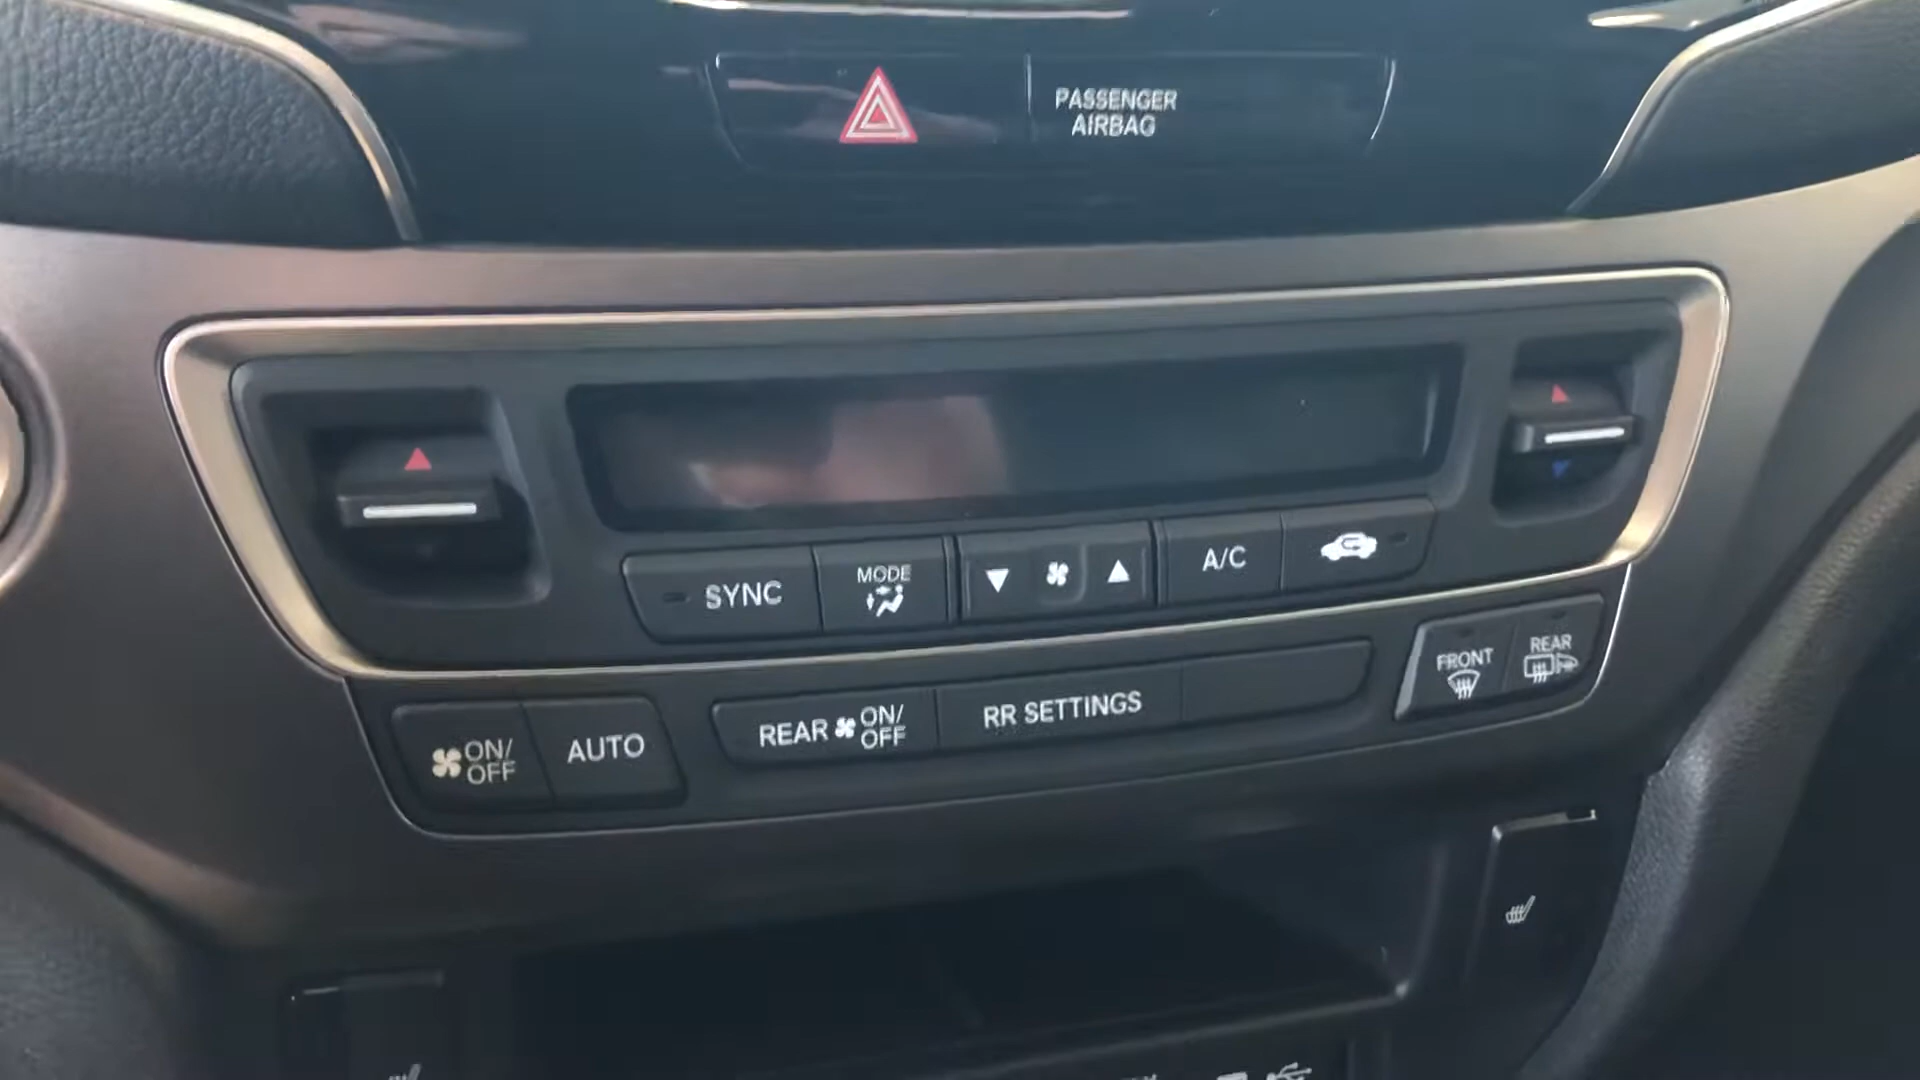 PASSENGER
AIRBAG
SYNC
MODE
A/C
ON/
OFF
AUTO
REAR ON/
OFF
RR SETTINGS
FRONT
REAR